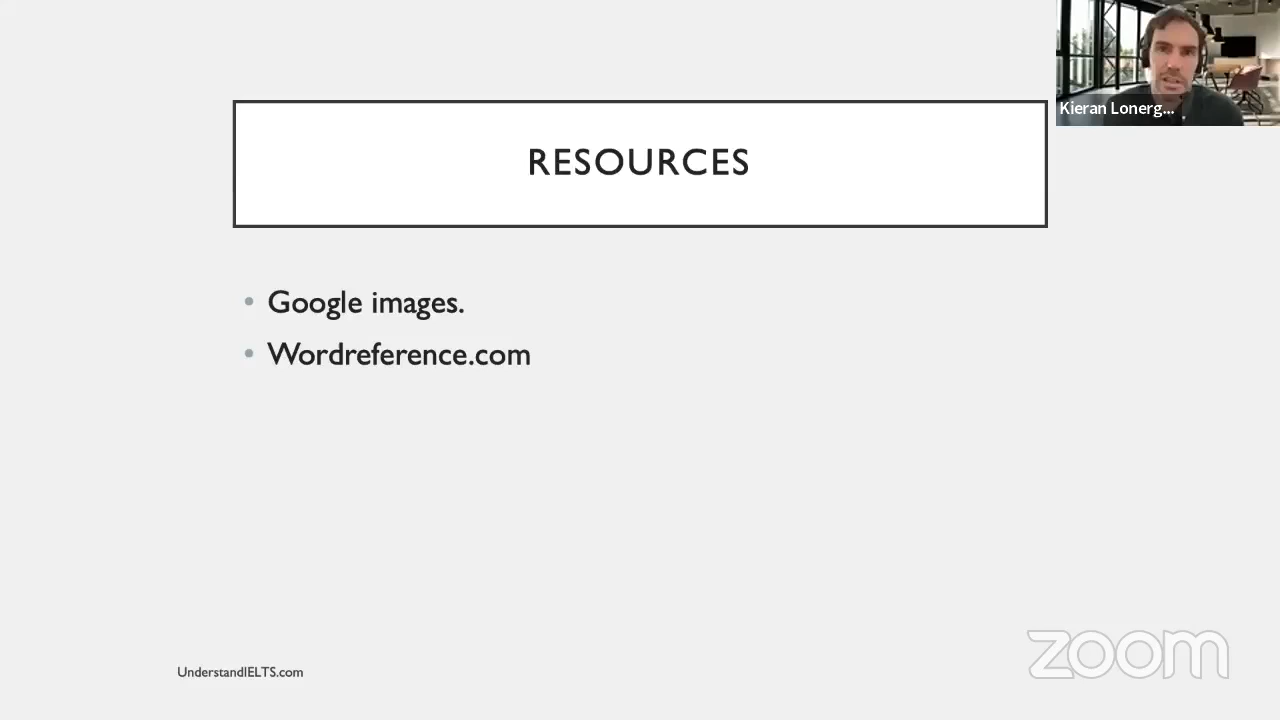 Kieran Lonerg...
RESOURCES
• Google images.
• Wordreference.com
UnderstandIELTS.com
zoom